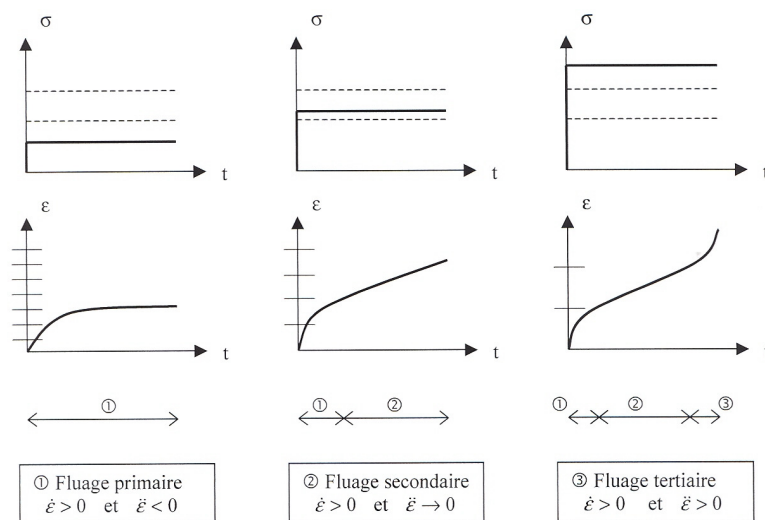 σ
σ
σ
t
t
t
ε
ε
ε
t
t
t
①
① ②
① ② ③
① Fluage primaire
ε̇ > 0 et ε̈ < 0
② Fluage secondaire
ε̇ > 0 et ε̈ → 0
③ Fluage tertiaire
ε̇ > 0 et ε̈ > 0